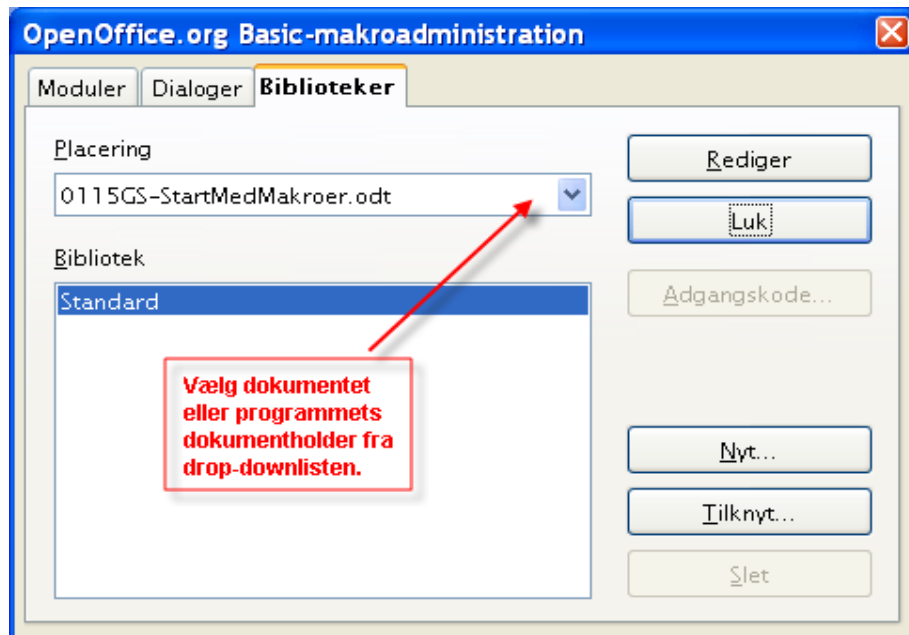 OpenOffice.org Basic-makroadministration
Moduler Dialoger Biblioteker
Placering
0115GS-StartMedMakroer.odt
Rediger
Luk
Bibliotek
Standard
Adgangskode...
Vælg dokumentet
eller programmets
dokumentholder fra
drop-downlisten.
Nyt...
Tilknyt...
Slet